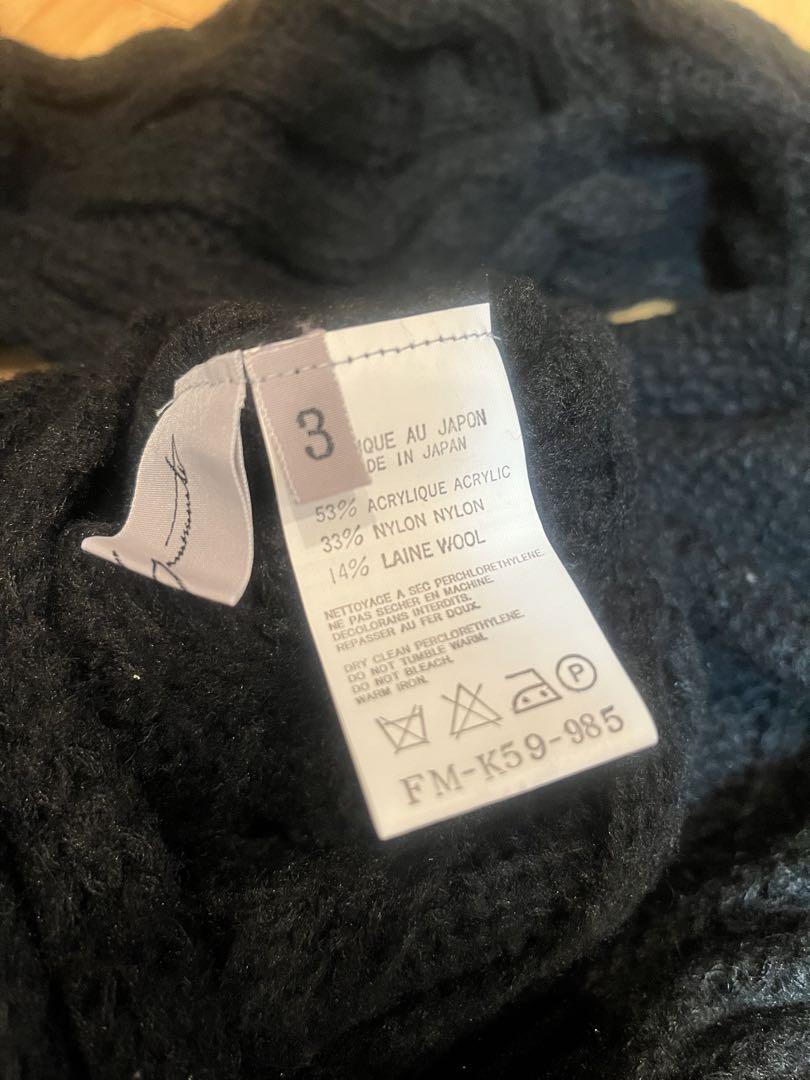 3
IQUE AU JAPON
DE IN JAPAN
53% ACRYLIQUE ACRYLIC
33% NYLON NYLON
14% LAINE WOOL
NETTOYAGE A SEC PERCHLORETHYLENE.
NE PAS SECHER EN MACHINE.
DECOLORANS INTERDITS.
REPASSER AU FER DOUX.
DRY CLEAN PERCLORETHYLENE.
DO NOT TUMBLE WARM.
DO NOT BLEACH.
WARM IRON.
P
FM-K59-985